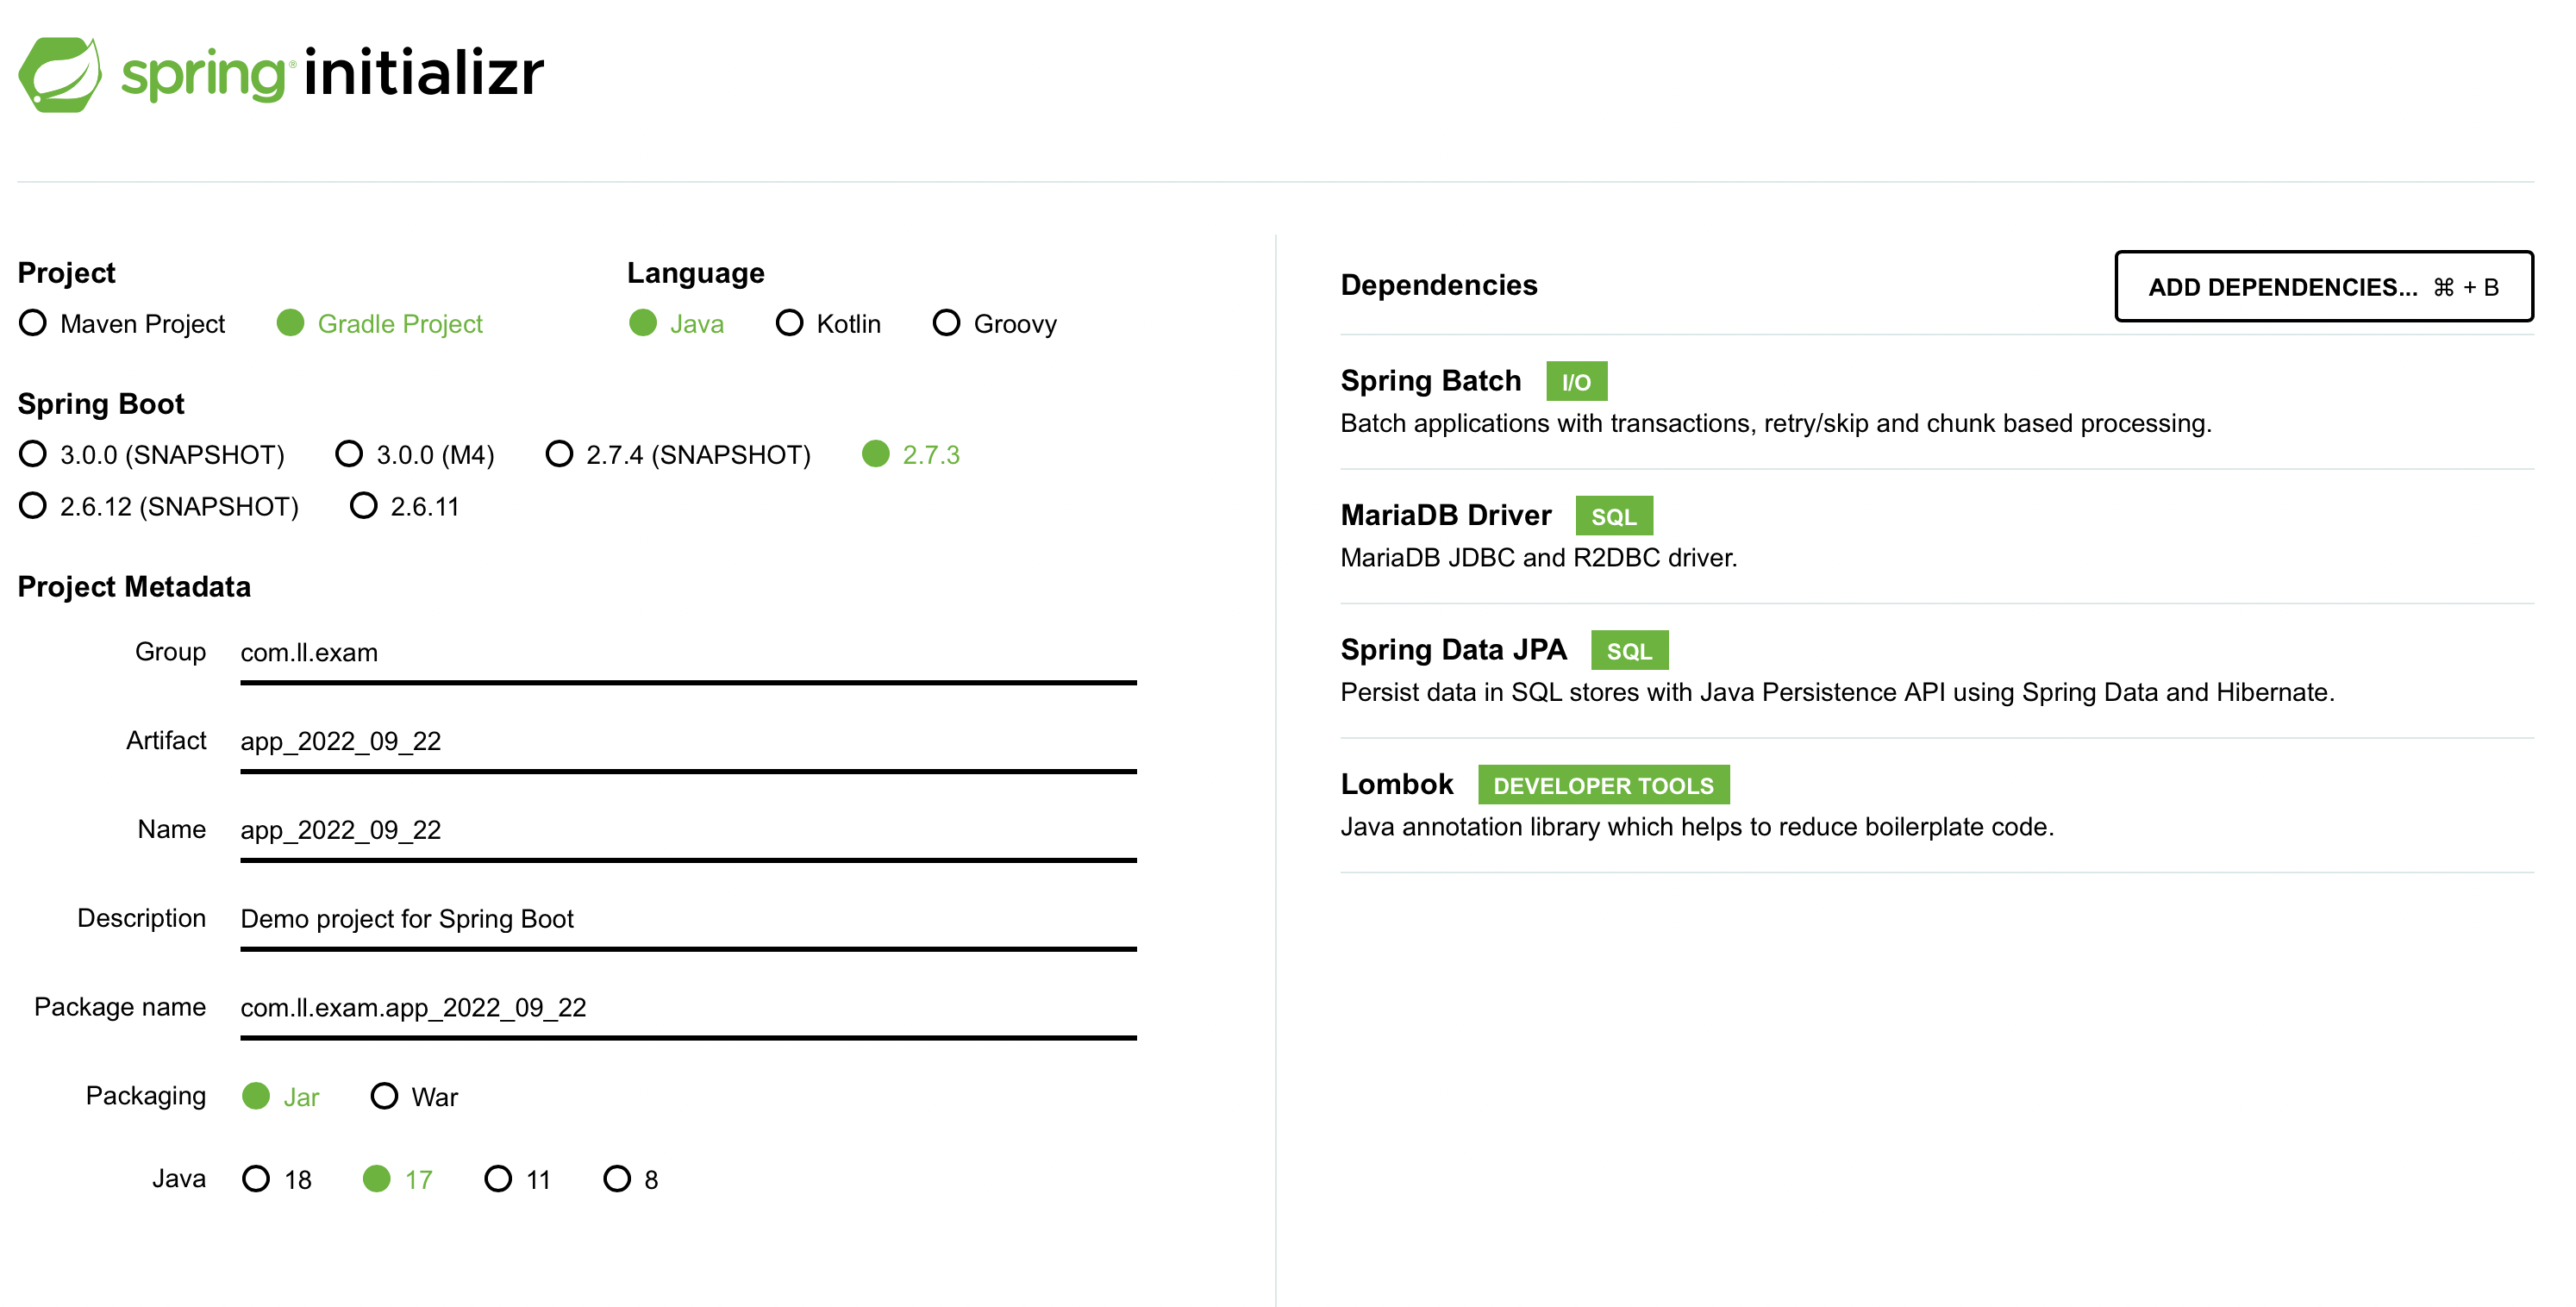 spring® initializr
Project
Maven Project Gradle Project
Language
Java Kotlin Groovy
Spring Boot
3.0.0 (SNAPSHOT) 3.0.0 (M4) 2.7.4 (SNAPSHOT) 2.7.3
2.6.12 (SNAPSHOT) 2.6.11
Project Metadata
Group com.ll.exam
Artifact app_2022_09_22
Name app_2022_09_22
Description Demo project for Spring Boot
Package name com.ll.exam.app_2022_09_22
Packaging Jar War
Java 18 17 11 8
Dependencies ADD DEPENDENCIES... ⌘ + B
Spring Batch I/O
Batch applications with transactions, retry/skip and chunk based processing.
MariaDB Driver SQL
MariaDB JDBC and R2DBC driver.
Spring Data JPA SQL
Persist data in SQL stores with Java Persistence API using Spring Data and Hibernate.
Lombok DEVELOPER TOOLS
Java annotation library which helps to reduce boilerplate code.